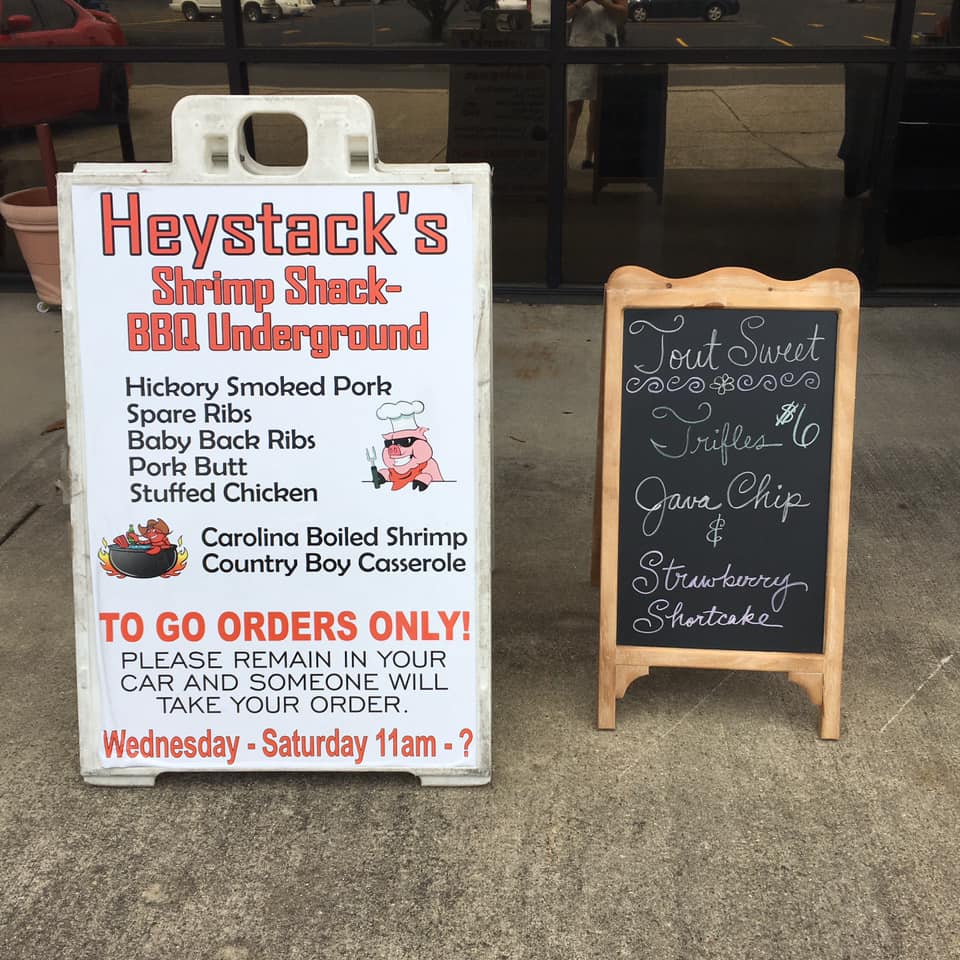 Heystack's
Shrimp Shack-
BBQ Underground
Hickory Smoked Pork
Spare Ribs
Baby Back Ribs
Pork Butt
Stuffed Chicken
Carolina Boiled Shrimp
Country Boy Casserole
TO GO ORDERS ONLY!
PLEASE REMAIN IN YOUR
CAR AND SOMEONE WILL
TAKE YOUR ORDER.
Wednesday - Saturday 11am - ?
Tout Sweet
Trifles $6
Java Chip
&
Strawberry
Shortcake